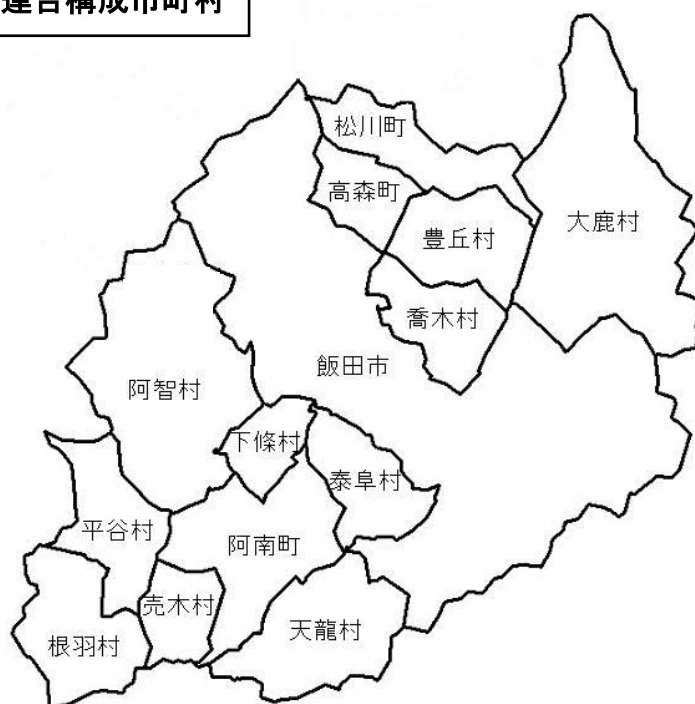 連合構成市町村
松川町
高森町
大鹿村
豊丘村
喬木村
飯田市
阿智村
下條村
泰阜村
平谷村
阿南町
売木村
天龍村
根羽村